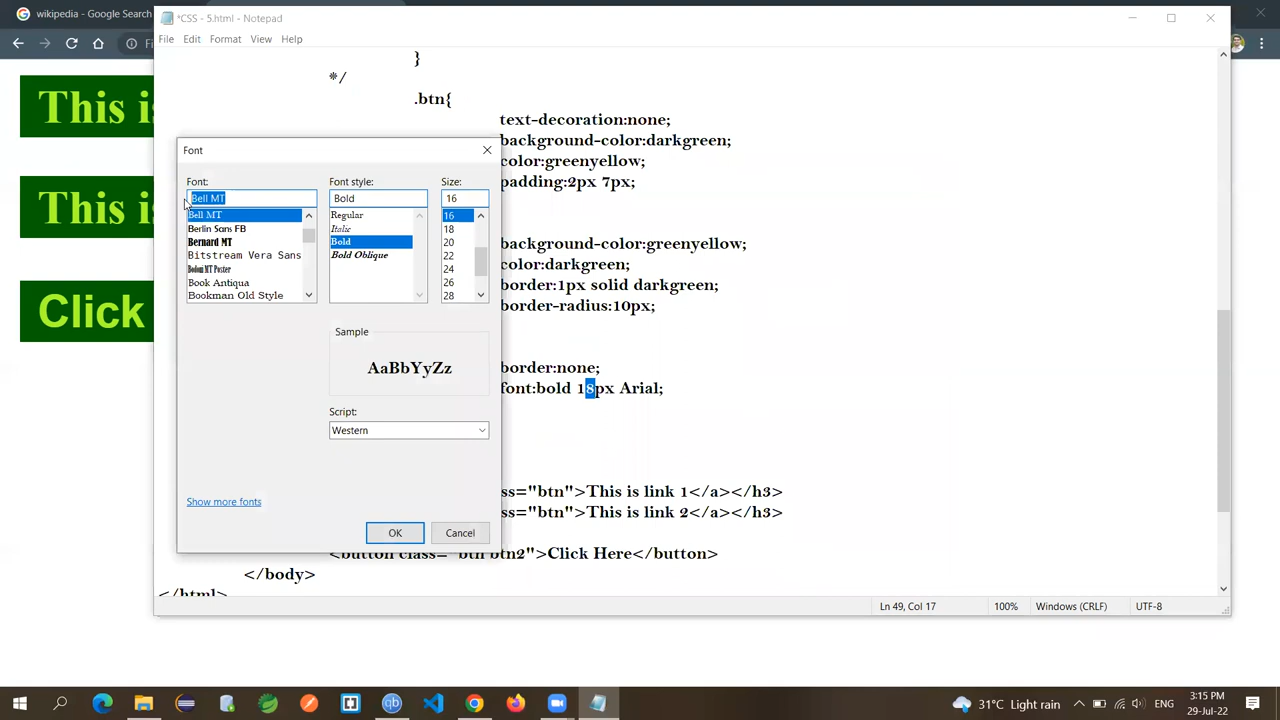 wikipedia - Google Search
*CSS - 5.html - Notepad
File Edit Format View Help
}
*/
.btn{
text-decoration:none;
background-color:darkgreen;
color:greenyellow;
padding:2px 7px;
background-color:greenyellow;
color:darkgreen;
border:1px solid darkgreen;
border-radius:10px;
border:none;
font:bold 18px Arial;
ss="btn">This is link 1</a></h3>
ss="btn">This is link 2</a></h3>
<button class="btn btn2">Click Here</button>
</body>
</html>
This is
This is
Click
Font
Font: Font style: Size:
Bell MT Bold 16
Bell MT
Berlin Sans FB
Bernard MT
Bitstream Vera Sans
Bodoni MT Poster
Book Antiqua
Bookman Old Style
Regular
Italic
Bold
Bold Oblique
16
18
20
22
24
26
28
Sample
AaBbYyZz
Script:
Western
Show more fonts
OK Cancel
Ln 49, Col 17 100% Windows (CRLF) UTF-8
31°C Light rain ENG 3:15 PM
29-Jul-22